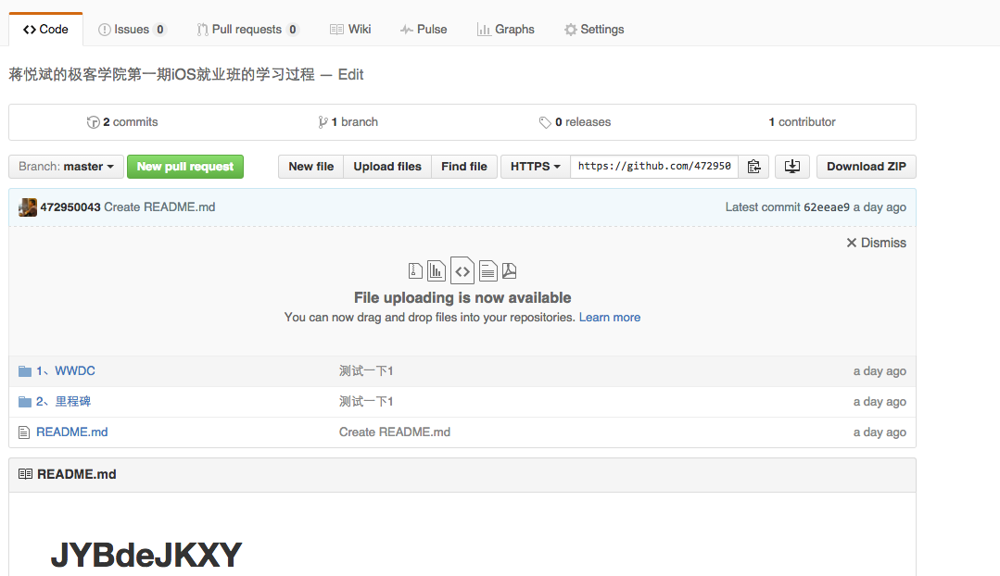 Code Issues 0 Pull requests 0 Wiki Pulse Graphs Settings
蒋悦斌的极客学院第一期iOS就业班的学习过程 — Edit
2 commits 1 branch 0 releases 1 contributor
Branch: master New pull request New file Upload files Find file HTTPS https://github.com/472950 Download ZIP
472950043 Create README.md Latest commit 62eeae9 a day ago
Dismiss
File uploading is now available
You can now drag and drop files into your repositories. Learn more
1、WWDC 测试一下1 a day ago
2、里程碑 测试一下1 a day ago
README.md Create README.md a day ago
README.md
JYBdeJKXY